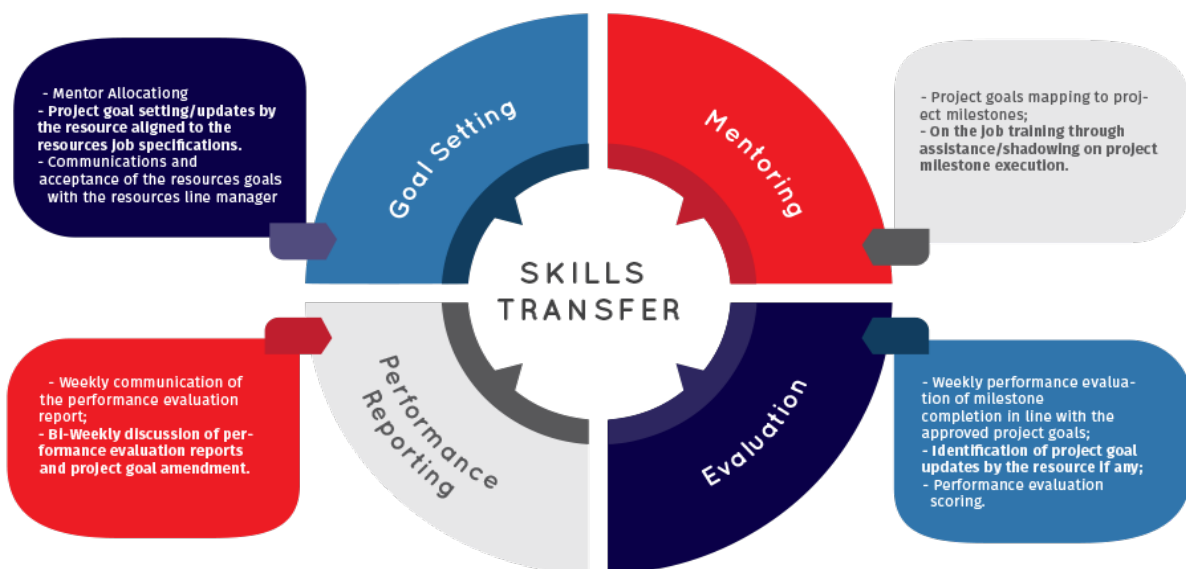 - Mentor Allocationg
- Project goal setting/updates by
the resource aligned to the
resources job specifications.
- Communications and
acceptance of the resources goals
with the resources line manager
Goal Setting
Mentoring
- Project goals mapping to proj-
ect milestones;
- On the job training through
assistance/shadowing on project
milestone execution.
SKILLS
TRANSFER
- Weekly communication of
the performance evaluation
report;
- Bi-Weekly discussion of per-
formance evaluation reports
and project goal amendment.
Performance
Reporting
Evaluation
- Weekly performance evalua-
tion of milestone
completion in line with the
approved project goals;
- Identification of project goal
updates by the resource if any;
- Performance evaluation
scoring.